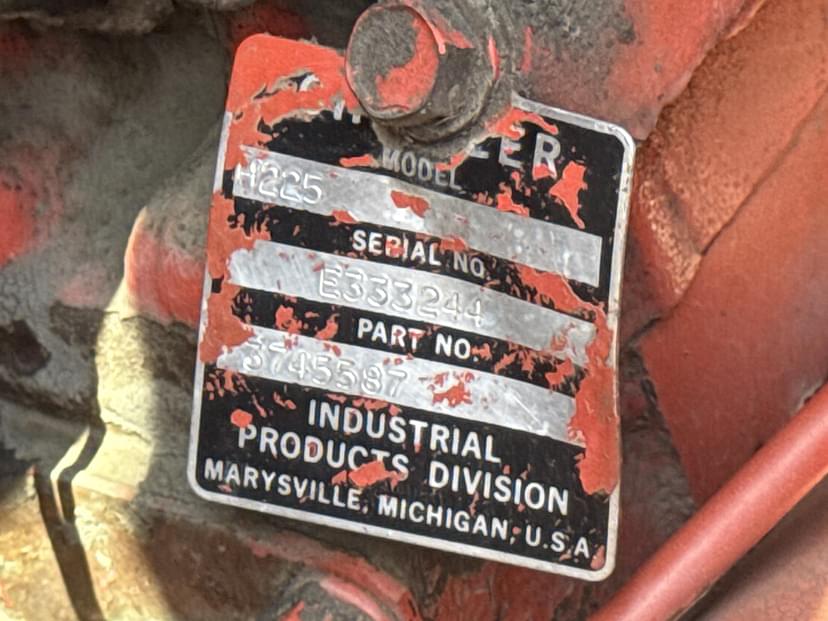 MODEL
H225
SERIAL NO.
E333244
PART NO.
3745587
INDUSTRIAL
PRODUCTS DIVISION
MARYSVILLE, MICHIGAN, U.S.A.